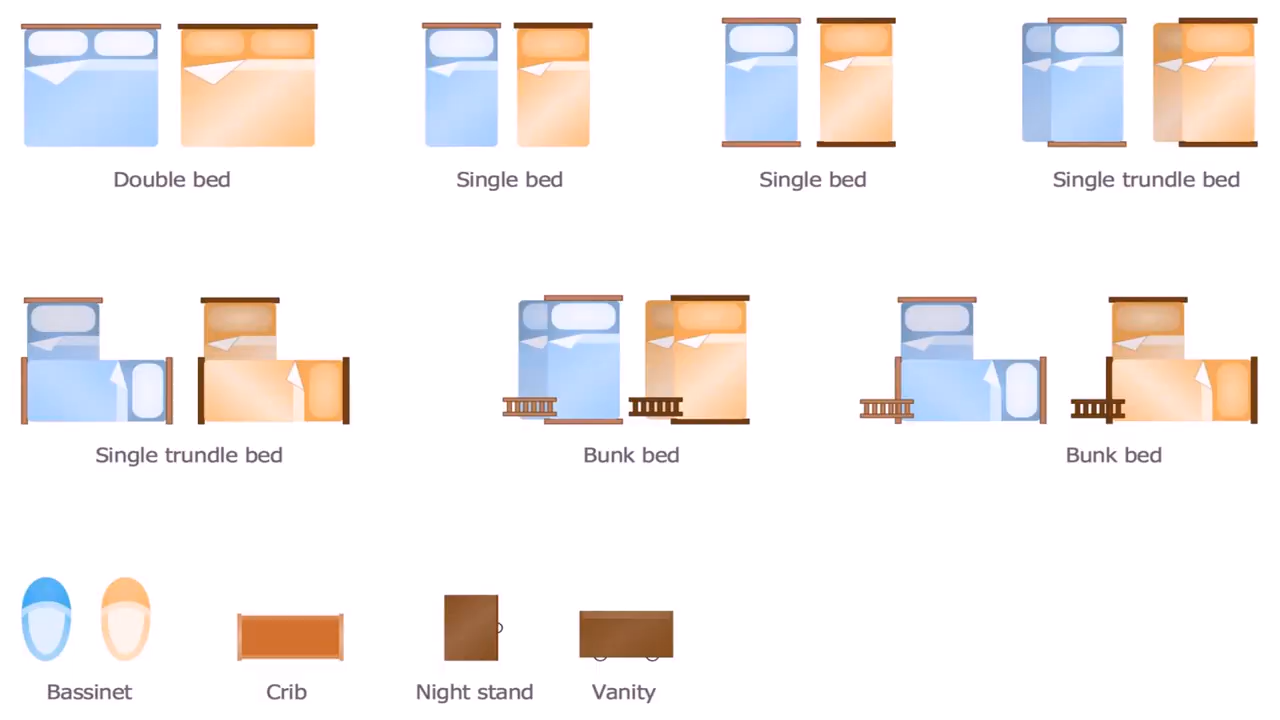 Double bed
Single bed
Single bed
Single trundle bed
Single trundle bed
Bunk bed
Bunk bed
Bassinet
Crib
Night stand
Vanity